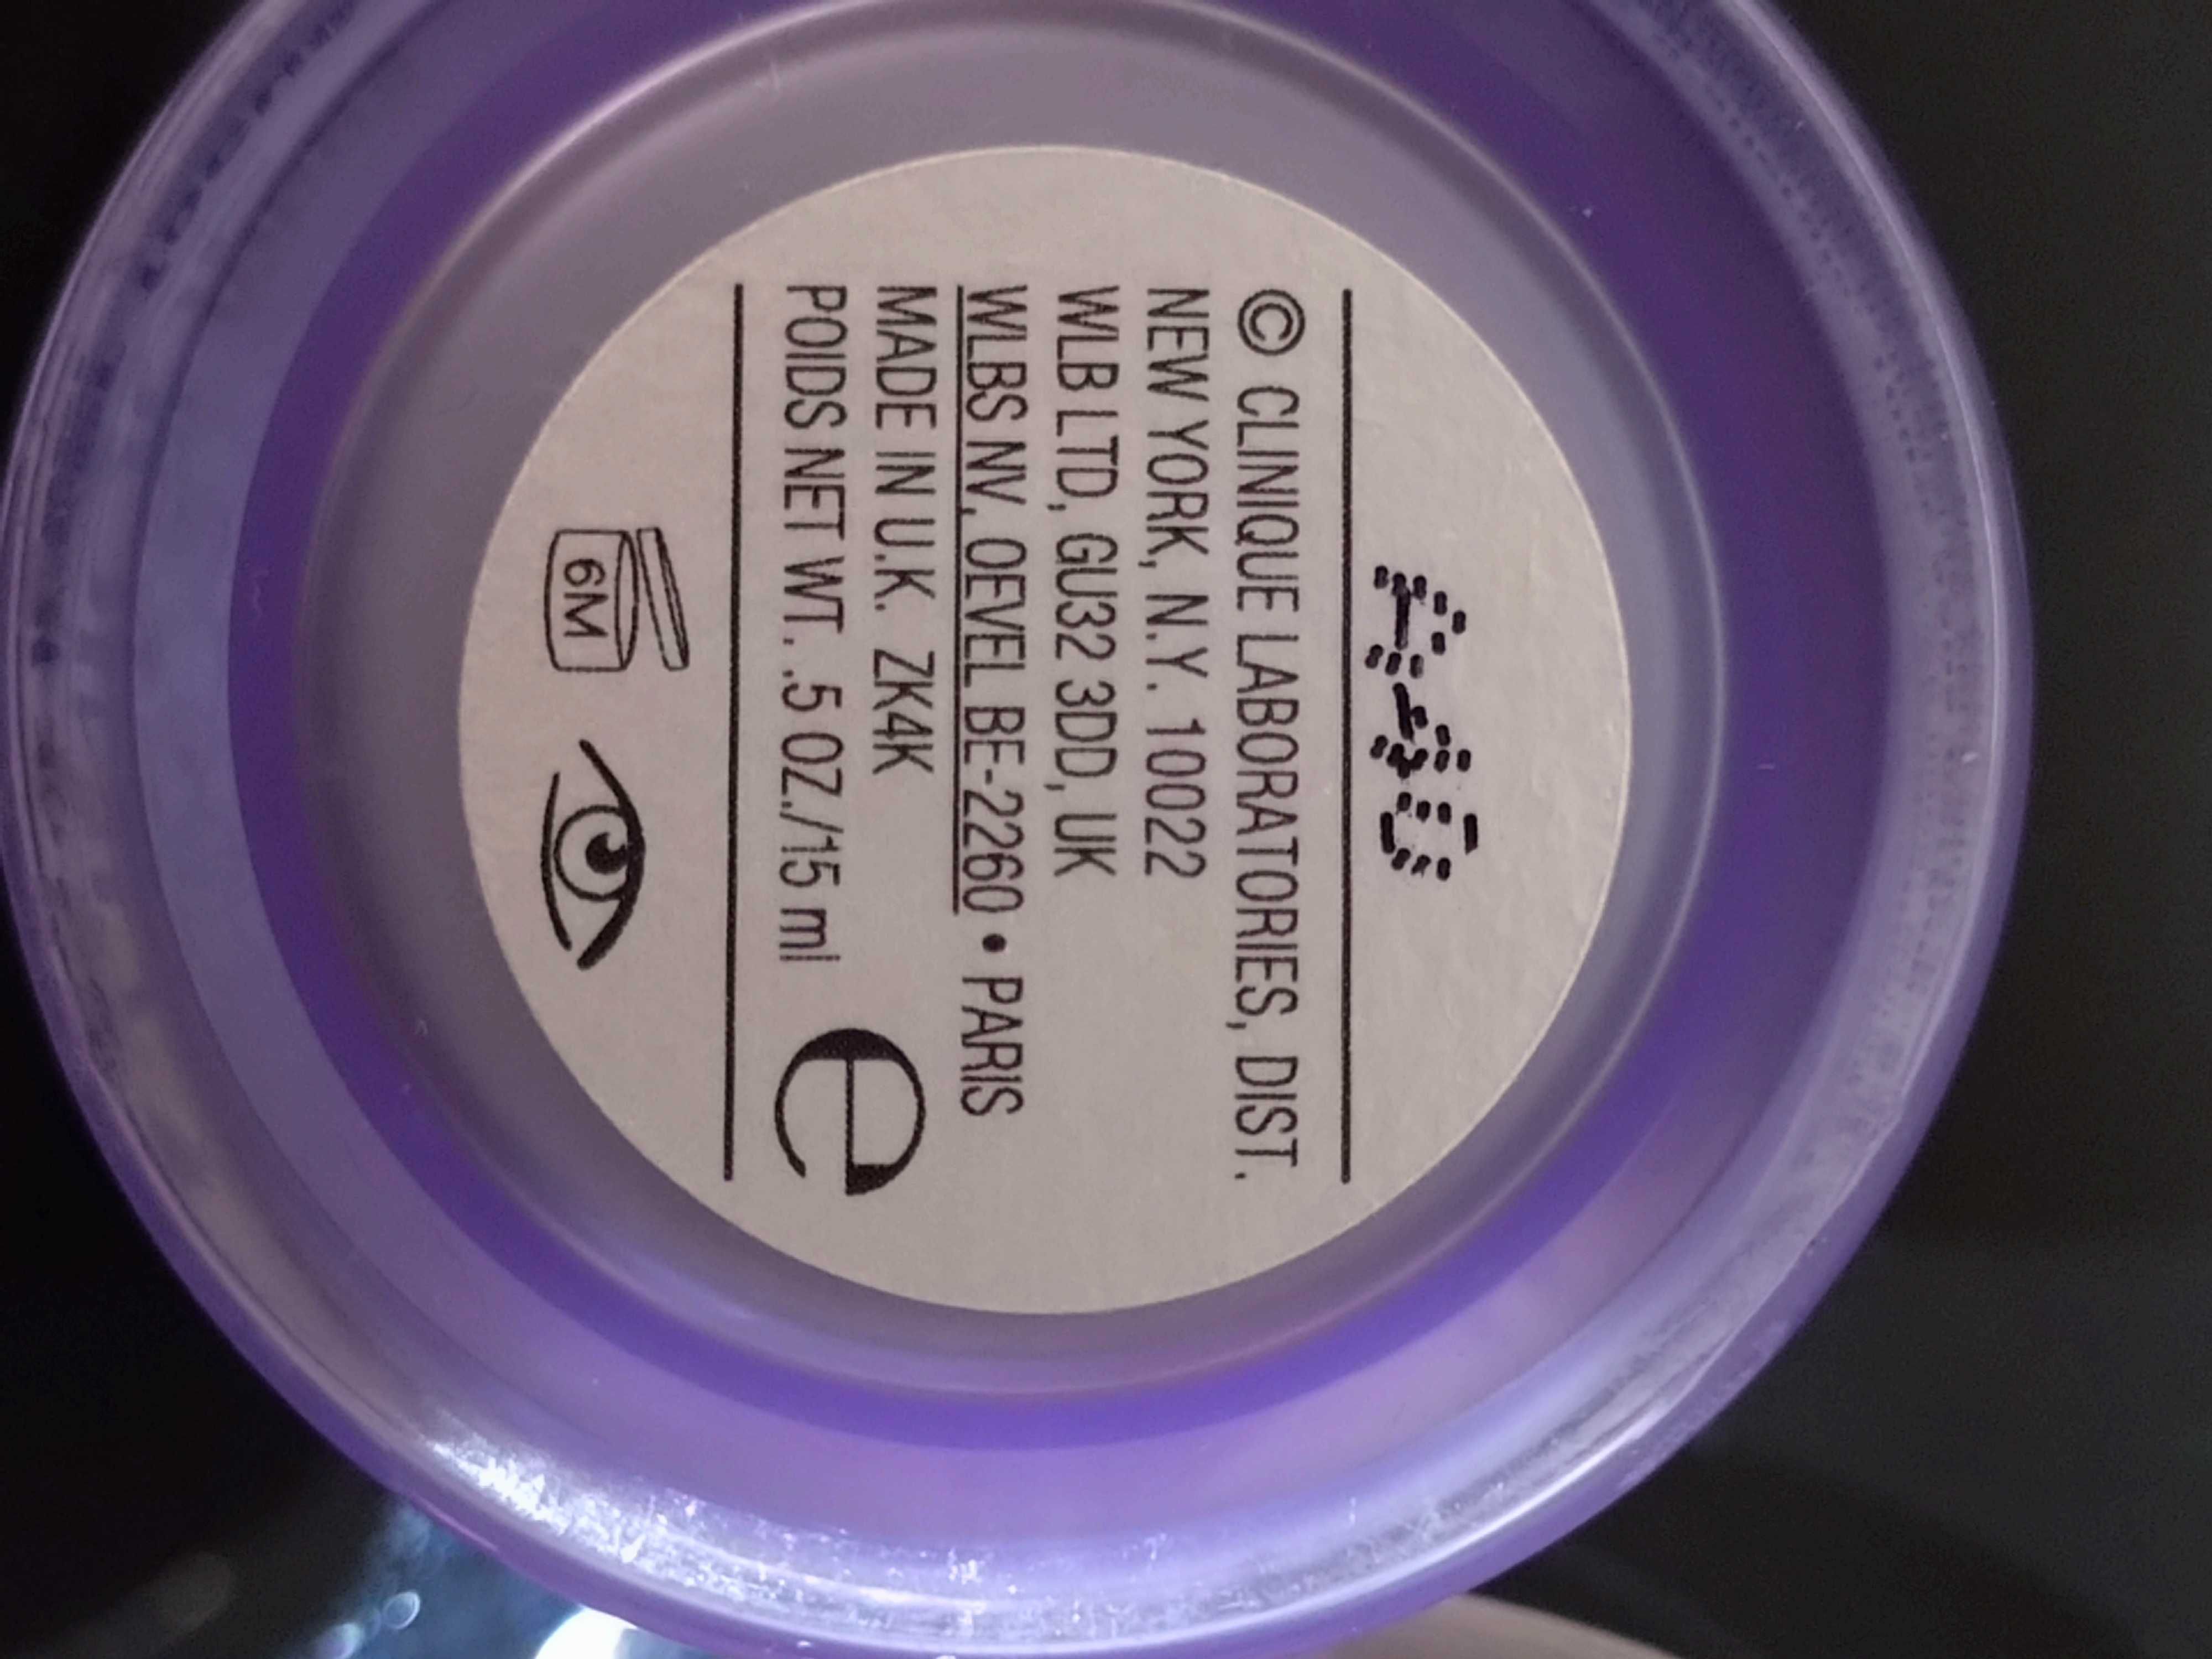 © CLINIQUE LABORATORIES, DIST.
NEW YORK, N.Y. 10022
WLB LTD, GU32 3DD, UK
WLBS NV, OEVEL BE-2260 • PARIS
MADE IN U.K. ZK4K
POIDS NET WT. .5 OZ./15 ml e
6M